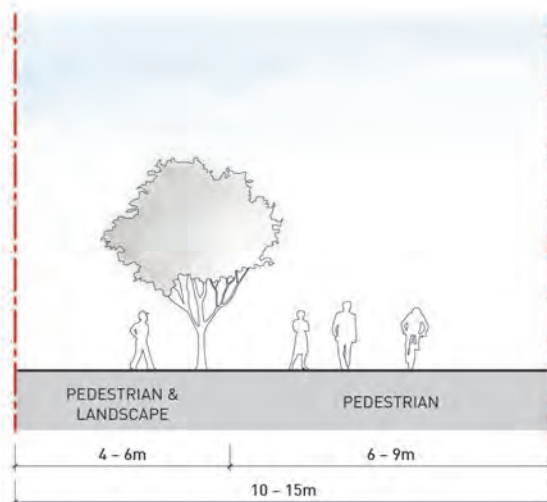 PEDESTRIAN &
LANDSCAPE
PEDESTRIAN
4 – 6m
6 – 9m
10 – 15m